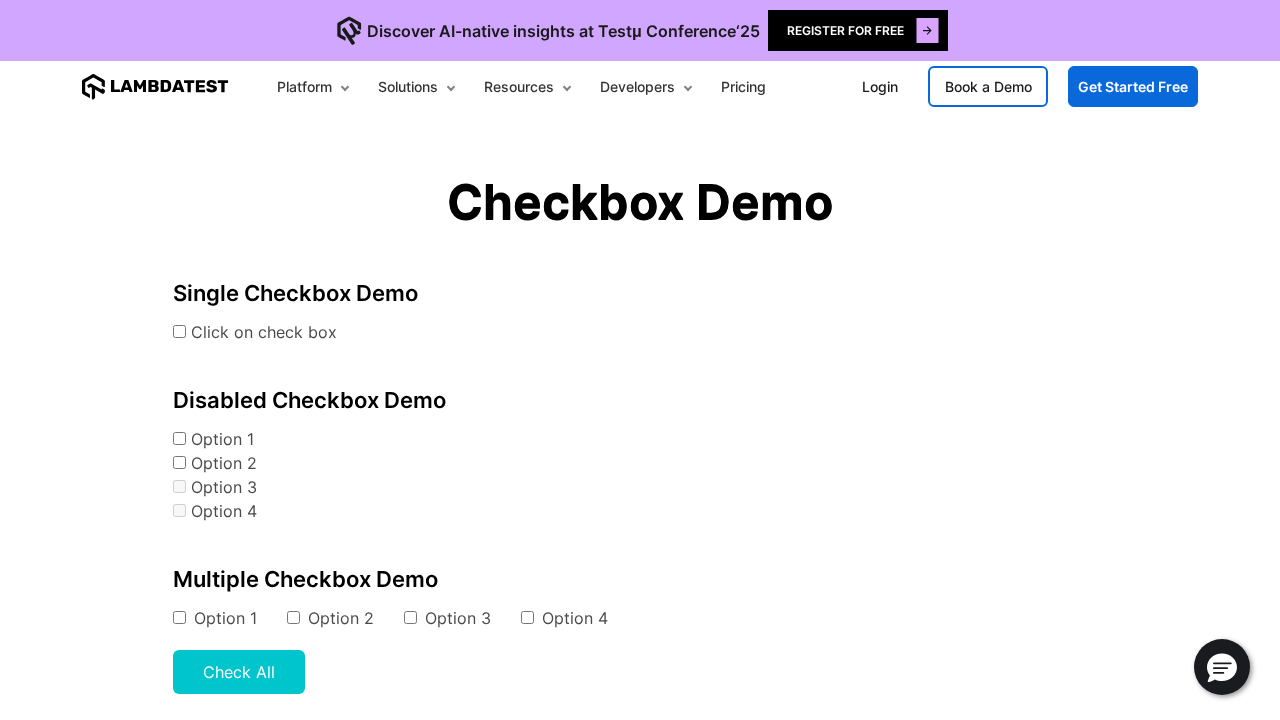 Discover AI-native insights at Testμ Conference‘25 REGISTER FOR FREE →
LAMBDATEST Platform Solutions Resources Developers Pricing Login Book a Demo Get Started Free
Checkbox Demo
Single Checkbox Demo
Click on check box
Disabled Checkbox Demo
Option 1
Option 2
Option 3
Option 4
Multiple Checkbox Demo
Option 1 Option 2 Option 3 Option 4
Check All